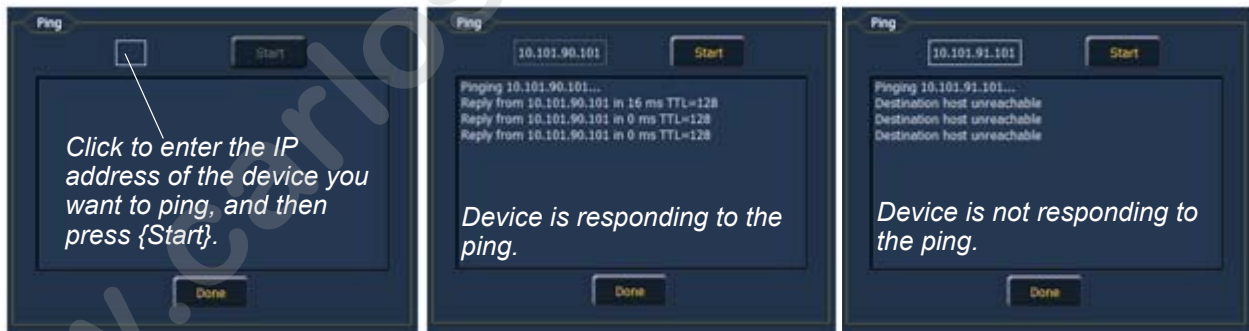 Ping
Start
Click to enter the IP
address of the device you
want to ping, and then
press {Start}.
Done
Ping
10.101.90.101
Start
Pinging 10.101.90.101...
Reply from 10.101.90.101 in 16 ms TTL=128
Reply from 10.101.90.101 in 0 ms TTL=128
Reply from 10.101.90.101 in 0 ms TTL=128
Device is responding to the
ping.
Done
Ping
10.101.91.101
Start
Pinging 10.101.91.101...
Destination host unreachable
Destination host unreachable
Destination host unreachable
Device is not responding to
the ping.
Done
w.carlos